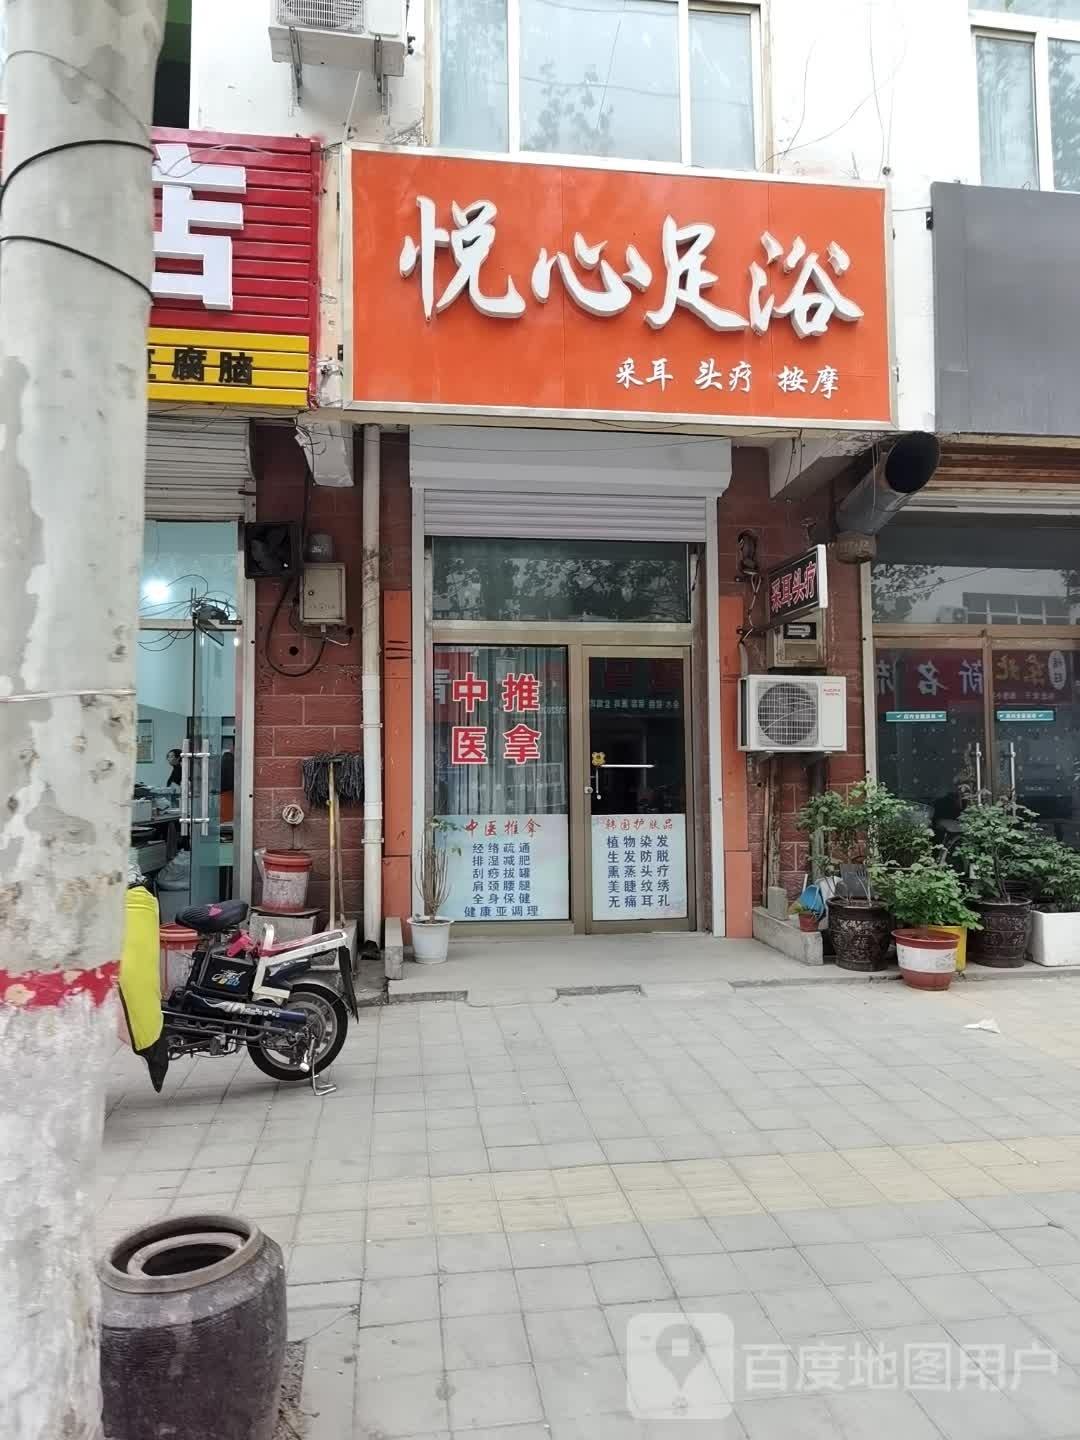 店
豆腐脑
悦心足浴
采耳 头疗 按摩
采耳头疗
中推
医拿
中医推拿
经络疏通
排湿减肥
刮痧拔罐
肩颈腰腿
全身保健
健康亚调理
韩国护肤品
植物染发
生发防脱
熏蒸头疗
美睫纹绣
无痛耳孔
百度地图用户